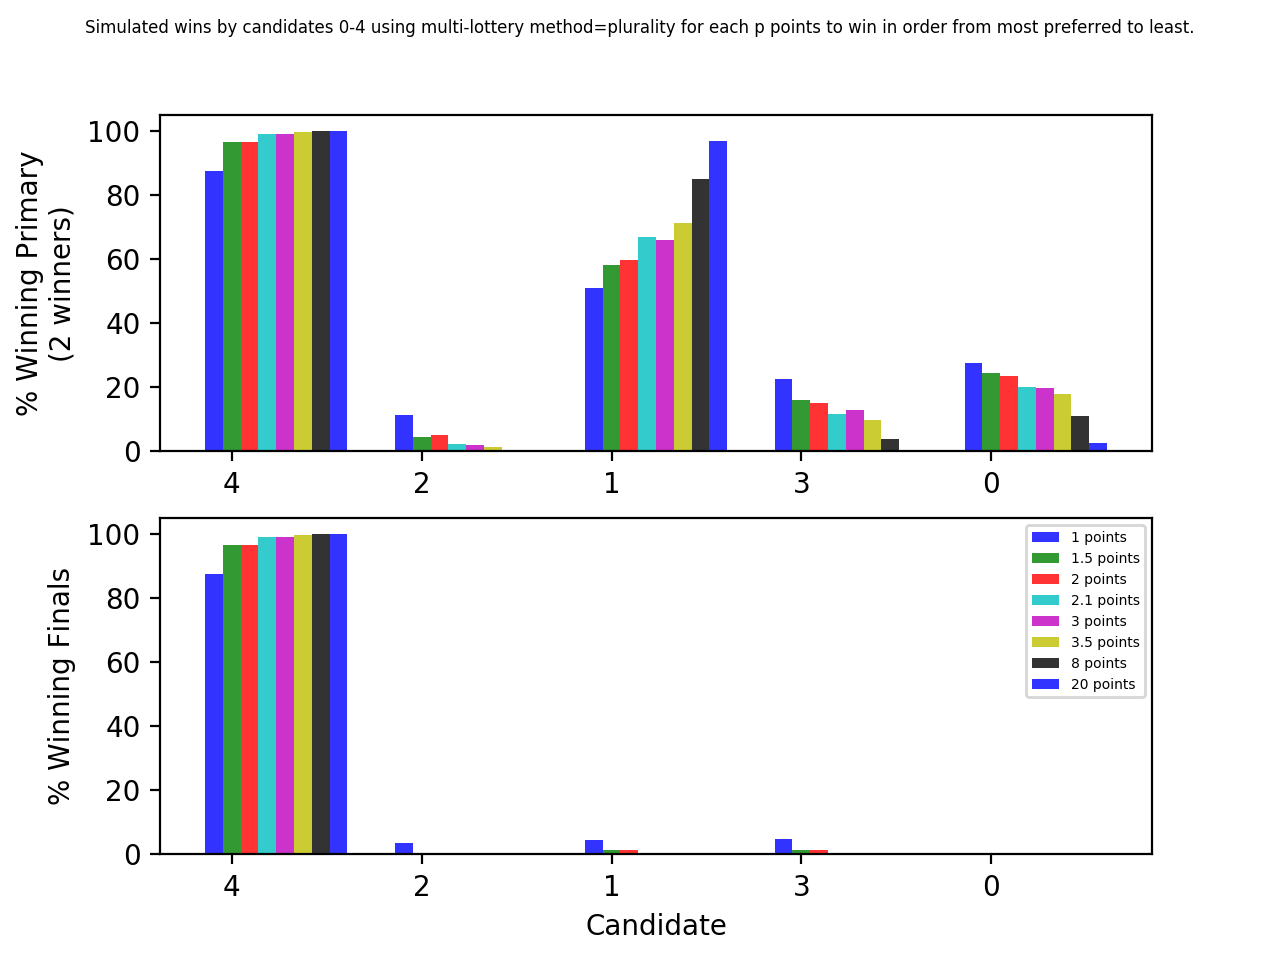 Simulated wins by candidates 0-4 using multi-lottery method=plurality for each p points to win in order from most preferred to least.
% Winning Primary
(2 winners)
100
80
60
40
20
0
4 2 1 3 0
% Winning Finals
100
80
60
40
20
0
1 points
1.5 points
2 points
2.1 points
3 points
3.5 points
8 points
20 points
4 2 1 3 0
Candidate